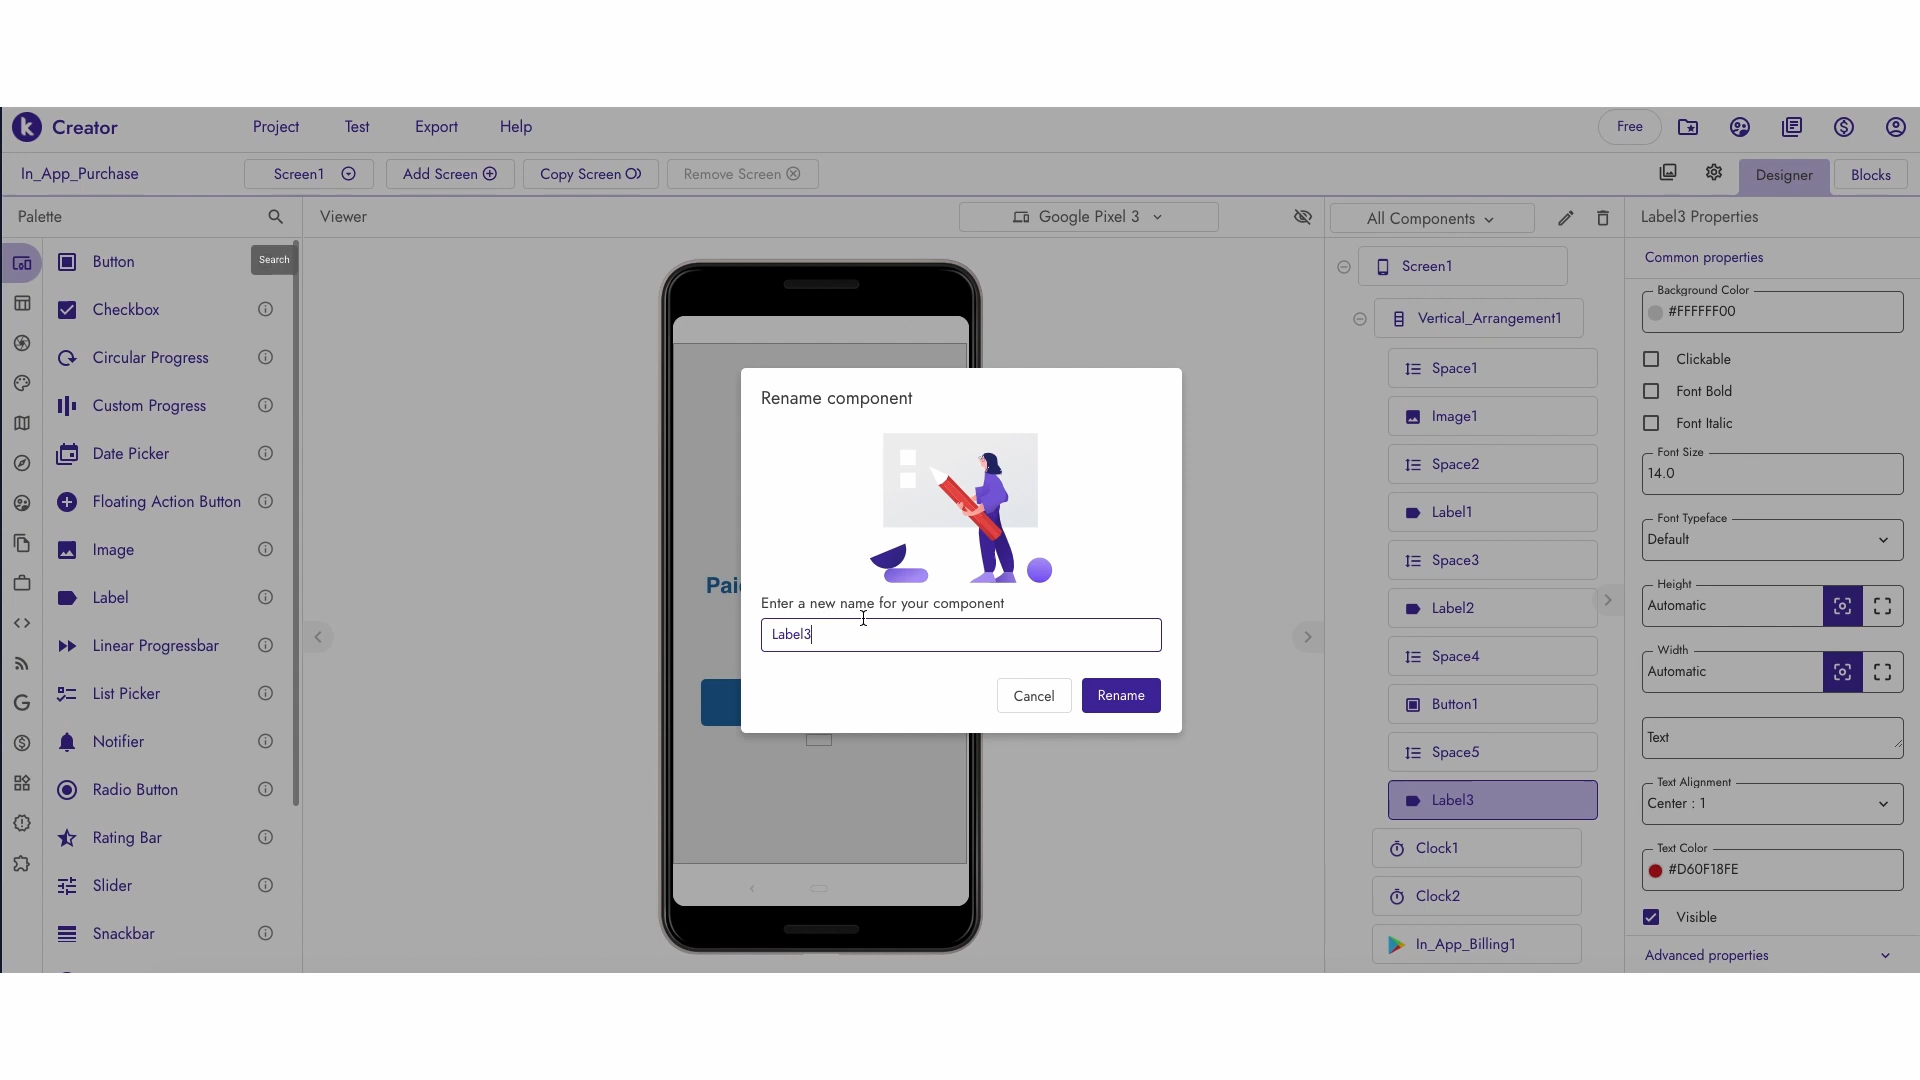 Creator
Project
Test
Export
Help
Free
In_App_Purchase
Screen1
Add Screen
Copy Screen
Remove Screen
Designer
Blocks
Palette
Viewer
Google Pixel 3
All Components
Label3 Properties
Button
Search
Checkbox
Circular Progress
Custom Progress
Date Picker
Floating Action Button
Image
Label
Linear Progressbar
List Picker
Notifier
Radio Button
Rating Bar
Slider
Snackbar
Rename component
Enter a new name for your component
Label3
Cancel
Rename
Screen1
Vertical_Arrangement1
Space1
Image1
Space2
Label1
Space3
Label2
Space4
Button1
Space5
Label3
Clock1
Clock2
In_App_Billing1
Common properties
Background Color
#FFFFFF00
Clickable
Font Bold
Font Italic
Font Size
14.0
Font Typeface
Default
Height
Automatic
Width
Automatic
Text
Text Alignment
Center : 1
Text Color
#D60F18FE
Visible
Advanced properties